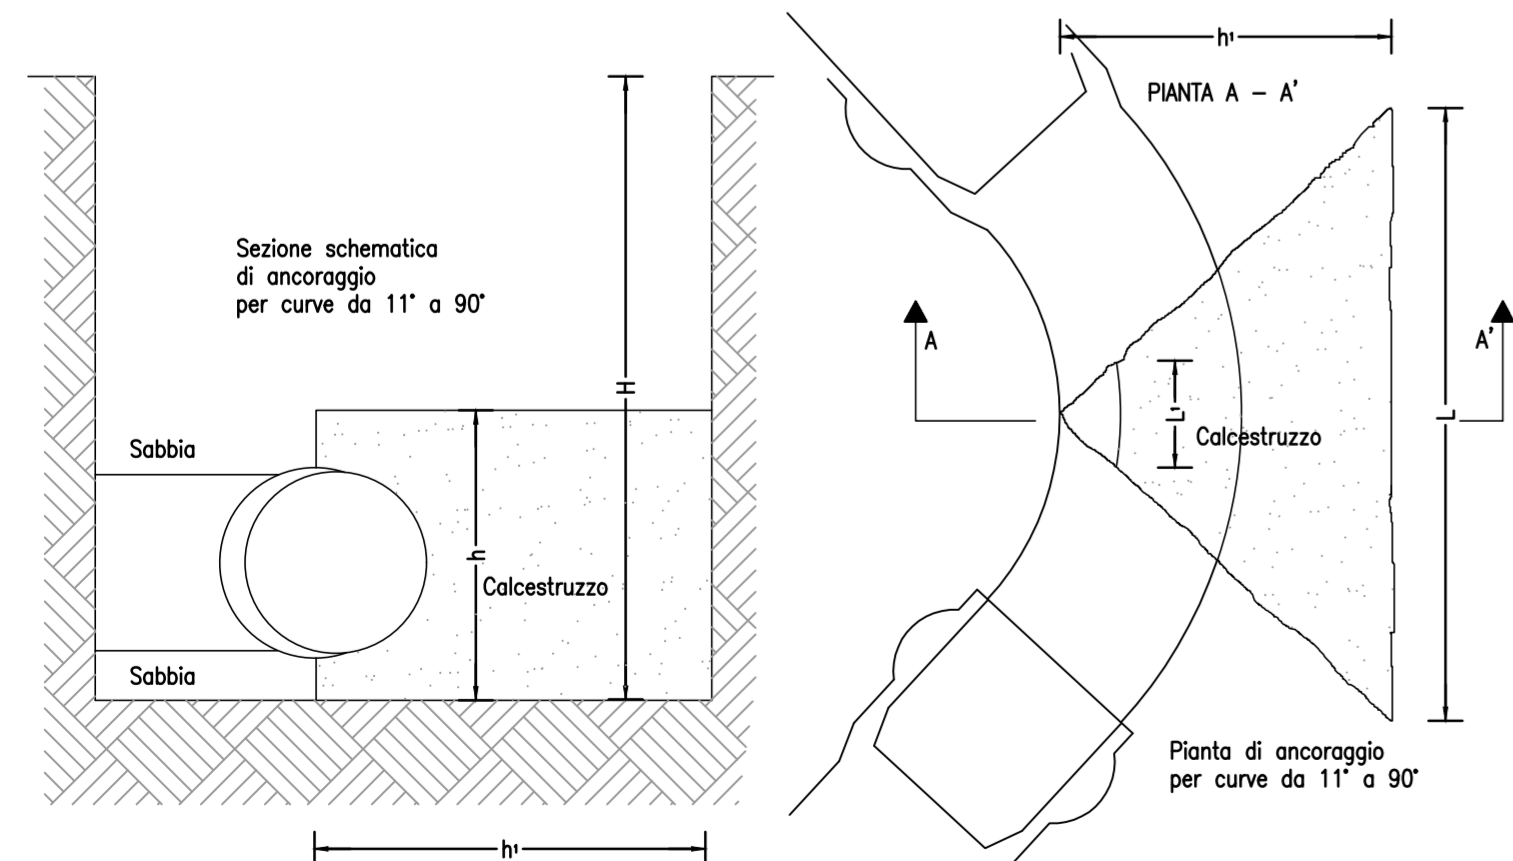 Sezione schematica
di ancoraggio
per curve da 11° a 90°
H
Sabbia
h
Calcestruzzo
Sabbia
h1
h1
PIANTA A - A'
A
A'
L1
Calcestruzzo
L
Pianta di ancoraggio
per curve da 11° a 90°